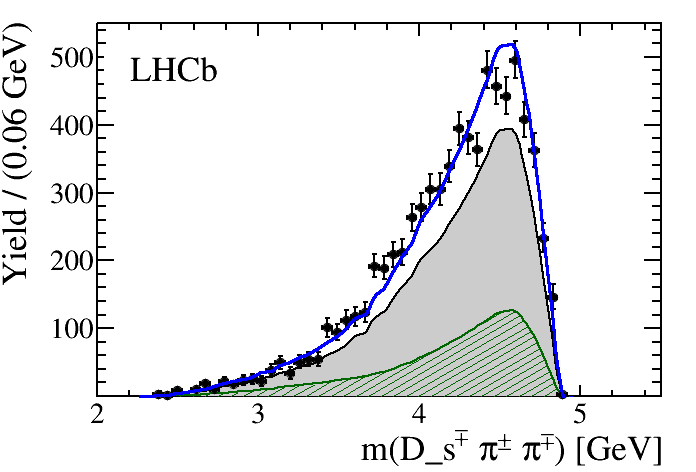 Yield / (0.06 GeV)
500
400
300
200
100
LHCb
2 3 4 5
m(D_s∓ π± π∓) [GeV]